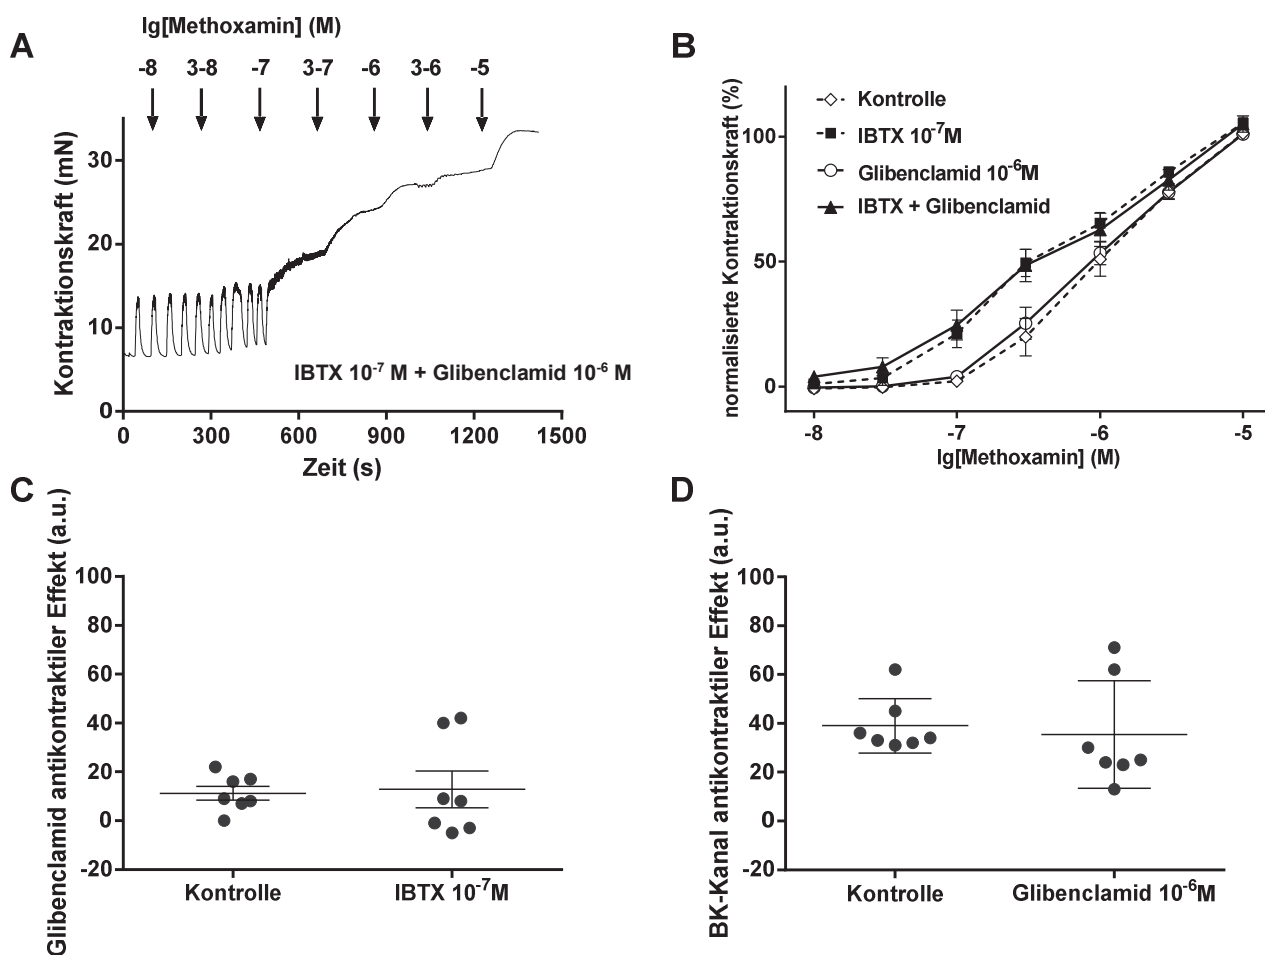 A
lg[Methoxamin] (M)
-8 3-8 -7 3-7 -6 3-6 -5
Kontraktionskraft (mN)
30
20
10
0
IBTX 10-7 M + Glibenclamid 10-6 M
0 300 600 900 1200 1500
Zeit (s)
B
normalisierte Kontraktionskraft (%)
Kontrolle
IBTX 10-7M
Glibenclamid 10-6M
IBTX + Glibenclamid
100
50
0
-8 -7 -6 -5
lg[Methoxamin] (M)
C
Glibenclamid antikontraktiler Effekt (a.u.)
100
80
60
40
20
0
-20
Kontrolle IBTX 10-7M
D
BK-Kanal antikontraktiler Effekt (a.u.)
100
80
60
40
20
0
-20
Kontrolle Glibenclamid 10-6M